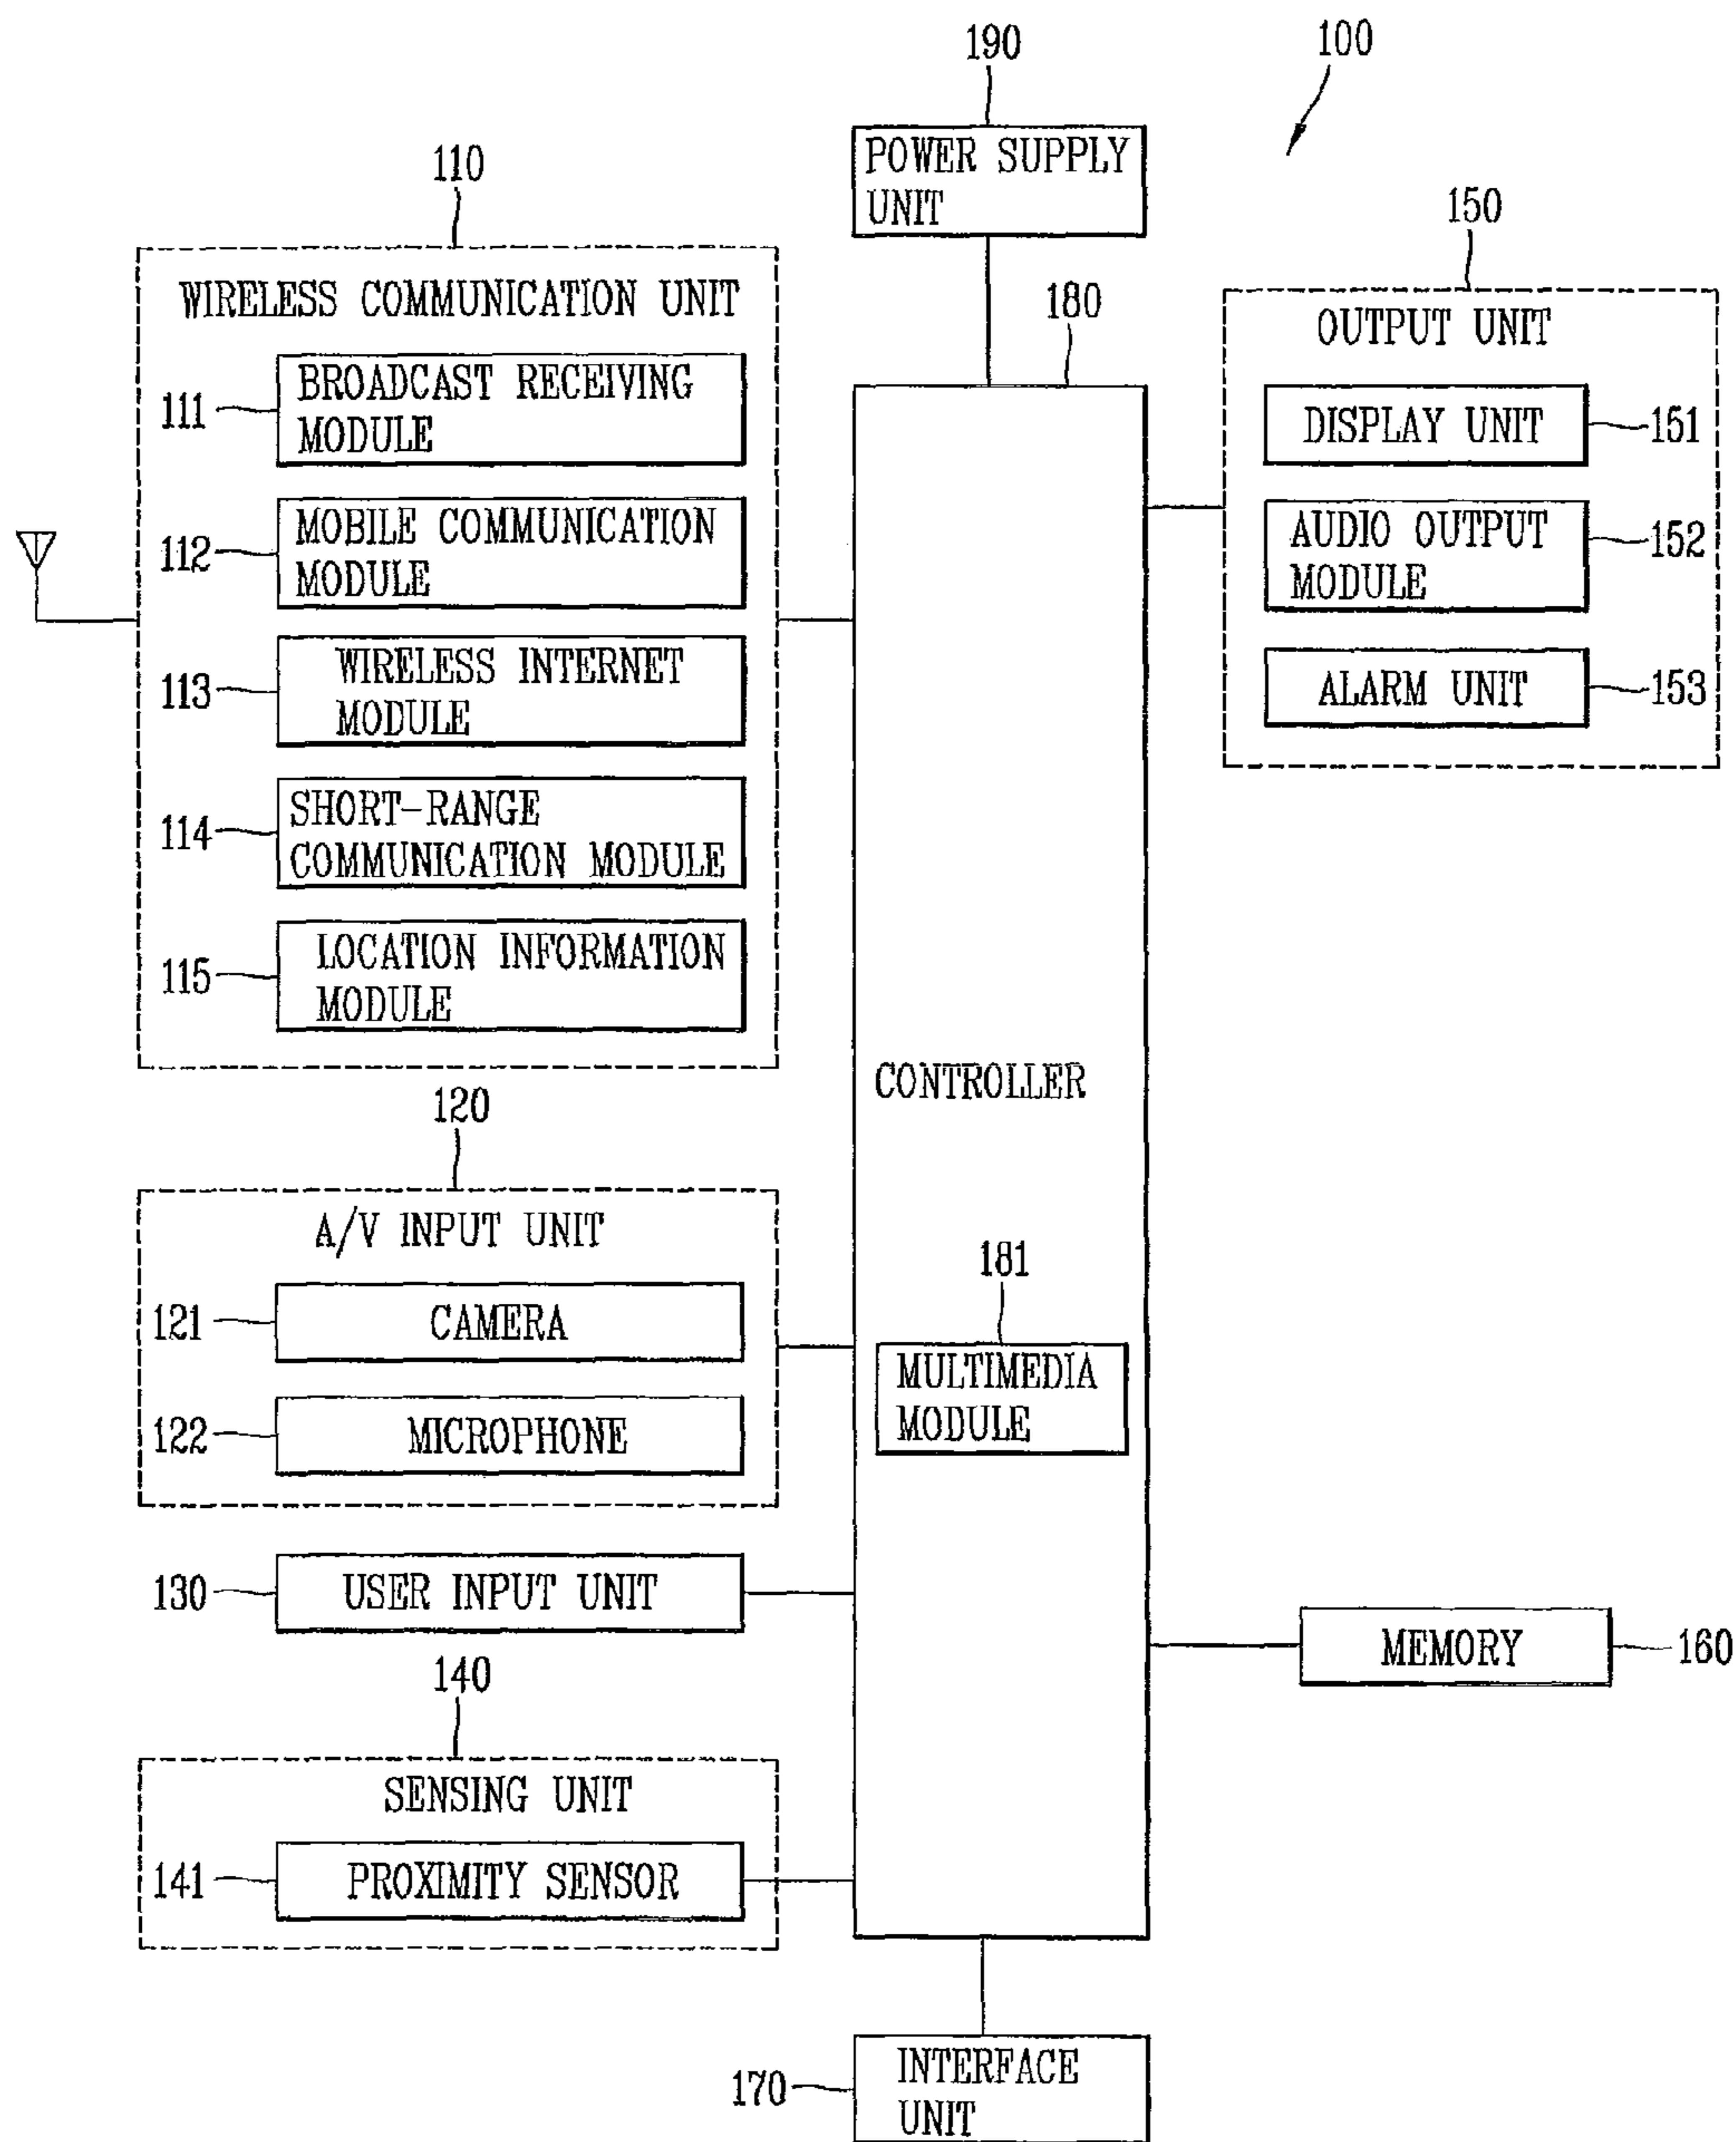 100
190
POWER SUPPLY
UNIT
110
WIRELESS COMMUNICATION UNIT
111
BROADCAST RECEIVING
MODULE
112
MOBILE COMMUNICATION
MODULE
113
WIRELESS INTERNET
MODULE
114
SHORT-RANGE
COMMUNICATION MODULE
115
LOCATION INFORMATION
MODULE
120
A/V INPUT UNIT
121
CAMERA
122
MICROPHONE
130
USER INPUT UNIT
140
SENSING UNIT
141
PROXIMITY SENSOR
180
CONTROLLER
181
MULTIMEDIA
MODULE
150
OUTPUT UNIT
DISPLAY UNIT
151
AUDIO OUTPUT
MODULE
152
ALARM UNIT
153
MEMORY
160
170
INTERFACE
UNIT